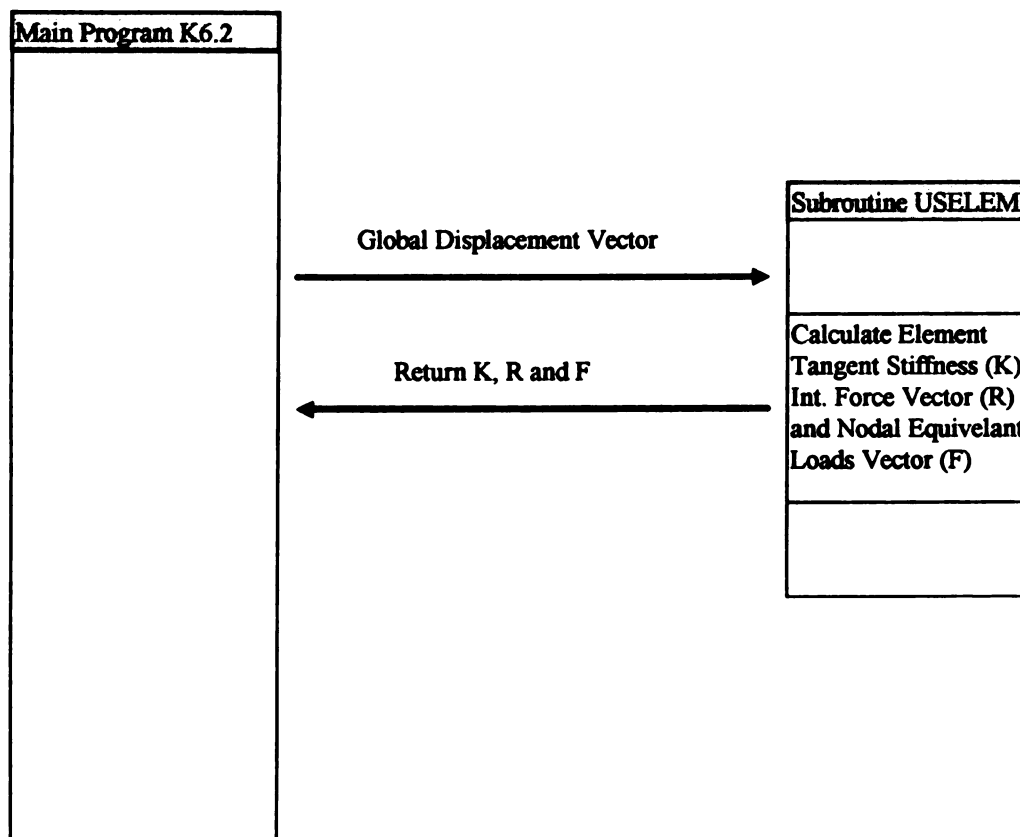 Main Program K6.2
Subroutine USELEM
Global Displacement Vector
Calculate Element
Tangent Stiffness (K)
Int. Force Vector (R)
and Nodal Equivelant
Loads Vector (F)
Return K, R and F